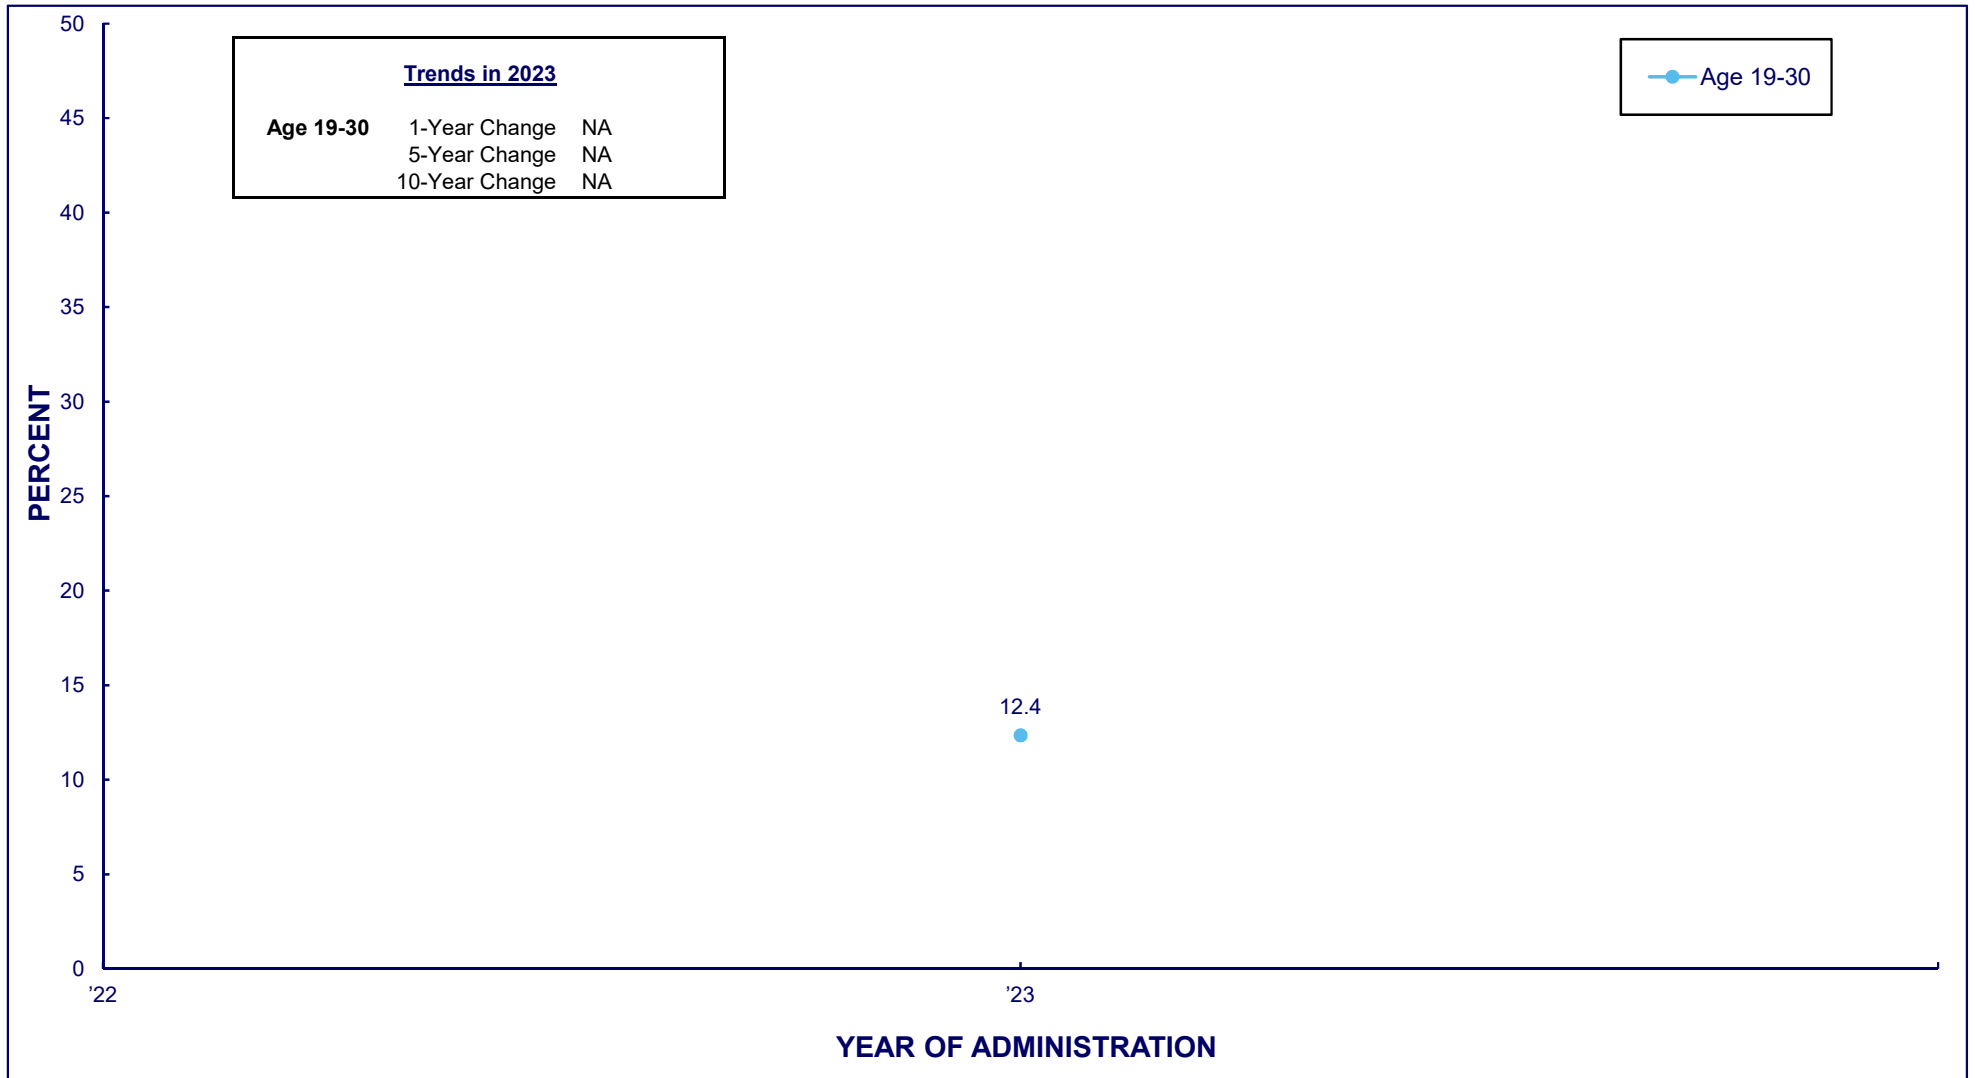 50
45
40
35
30
25
20
15
10
5
0
PERCENT
Trends in 2023
Age 19-30 1-Year Change NA
5-Year Change NA
10-Year Change NA
Age 19-30
12.4
’22 ’23
YEAR OF ADMINISTRATION